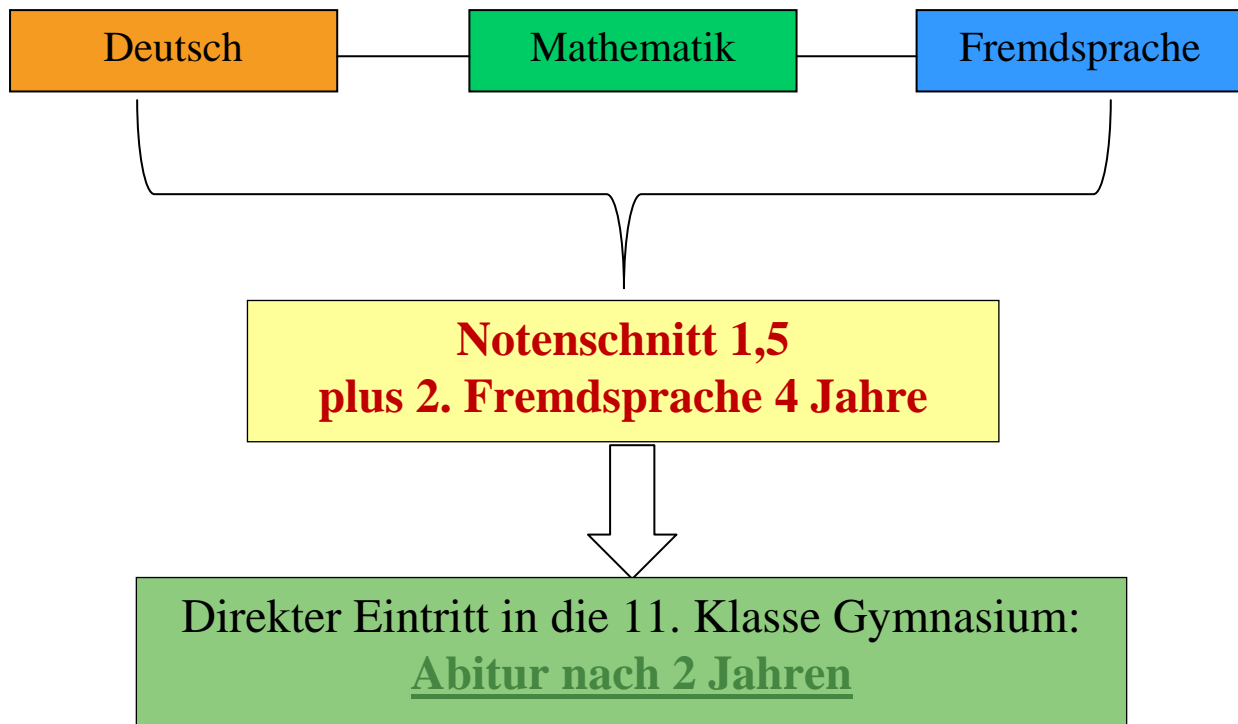 Deutsch
Mathematik
Fremdsprache
Notenschnitt 1,5
plus 2. Fremdsprache 4 Jahre
Direkter Eintritt in die 11. Klasse Gymnasium:
Abitur nach 2 Jahren